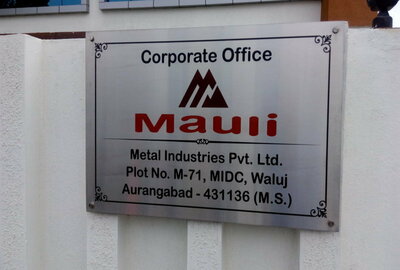 Corporate Office
Mauli
Metal Industries Pvt. Ltd.
Plot No. M-71, MIDC, Waluj
Aurangabad - 431136 (M.S.)